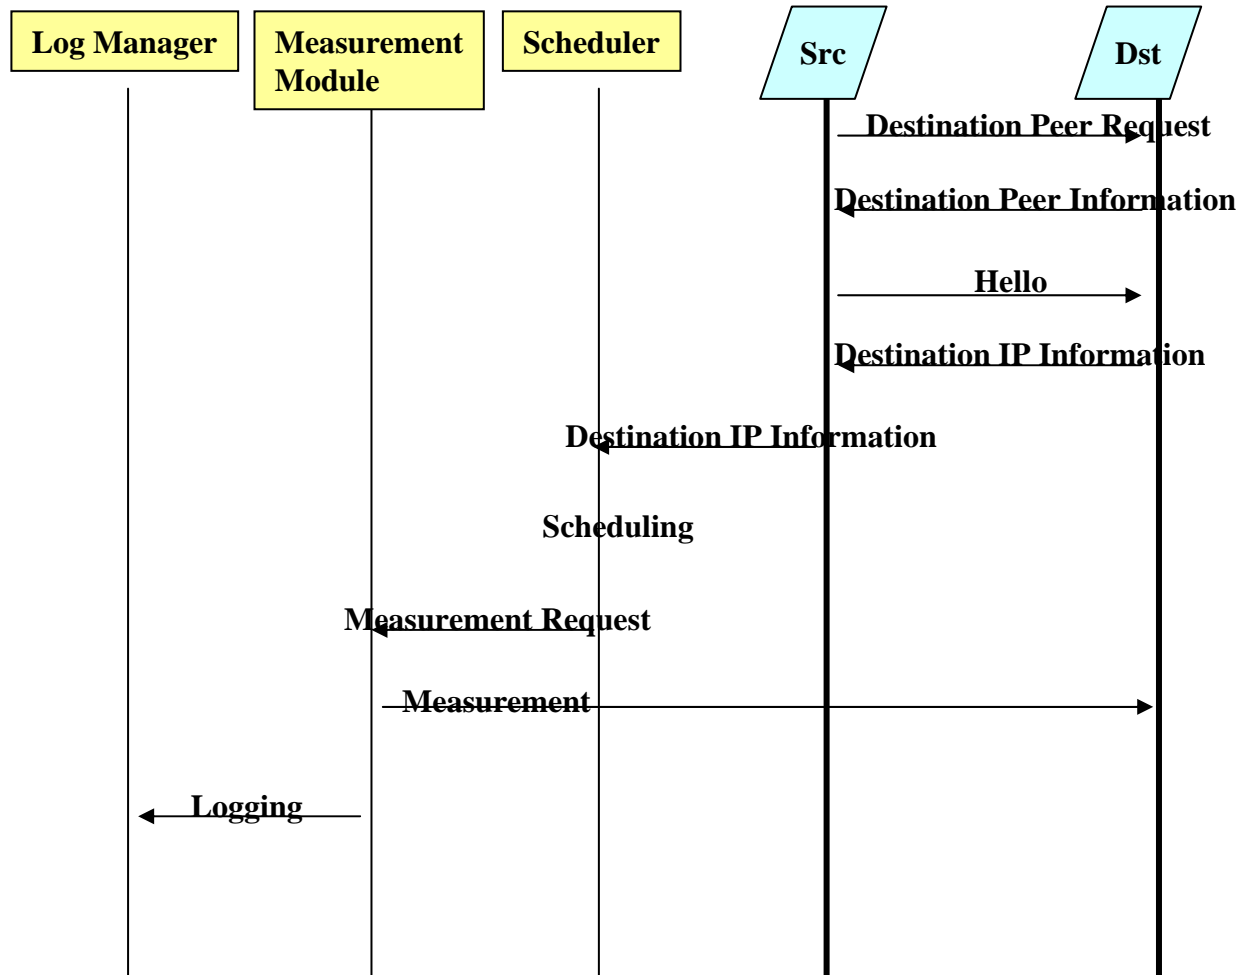 Log Manager
Measurement
Module
Scheduler
Src
Dst
Destination Peer Request
Destination Peer Information
Hello
Destination IP Information
Destination IP Information
Scheduling
Measurement Request
Measurement
Logging